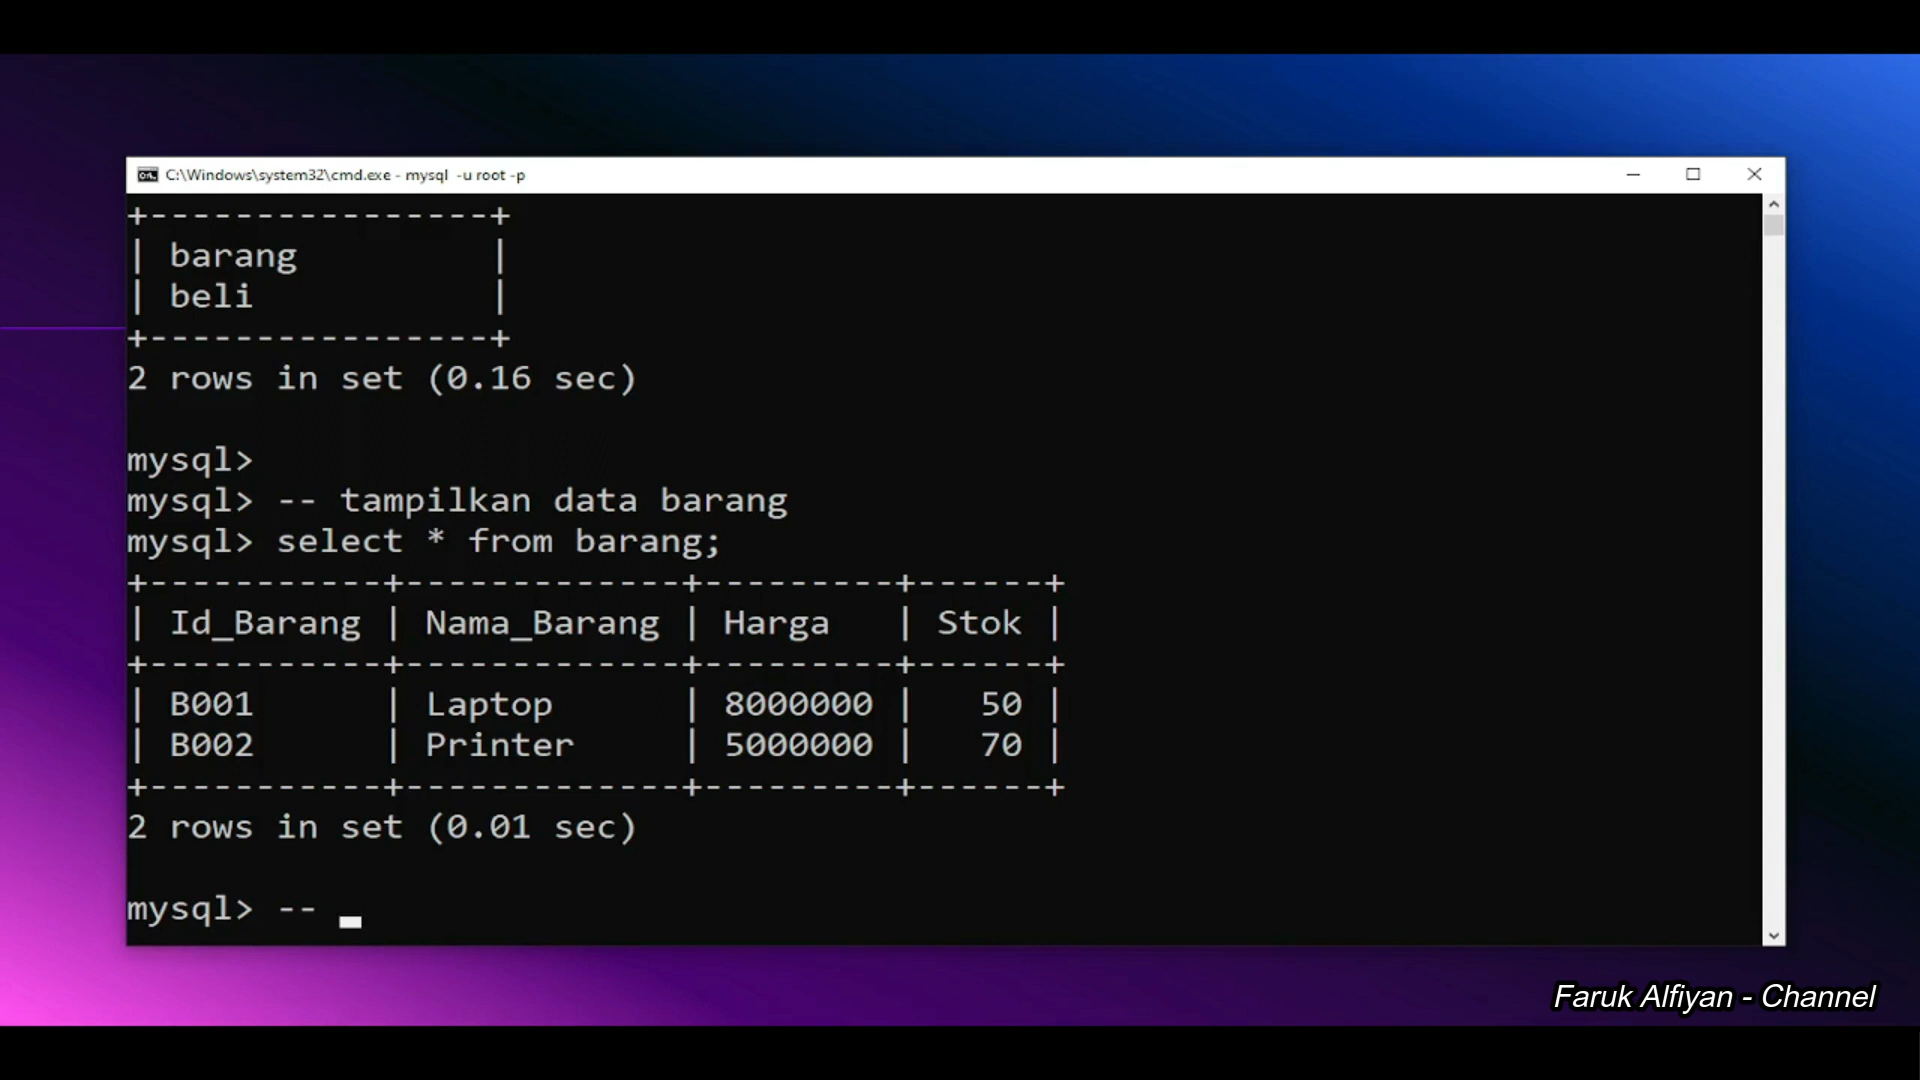 C:\Windows\system32\cmd.exe - mysql  -u root -p
+----------------+
| barang         |
| beli           |
+----------------+
2 rows in set (0.16 sec)
mysql>
mysql> -- tampilkan data barang
mysql> select * from barang;
+-----------+-------------+---------+------+
| Id_Barang | Nama_Barang | Harga   | Stok |
+-----------+-------------+---------+------+
| B001      | Laptop      | 8000000 |   50 |
| B002      | Printer     | 5000000 |   70 |
+-----------+-------------+---------+------+
2 rows in set (0.01 sec)
mysql> -- 
Faruk Alfiyan - Channel